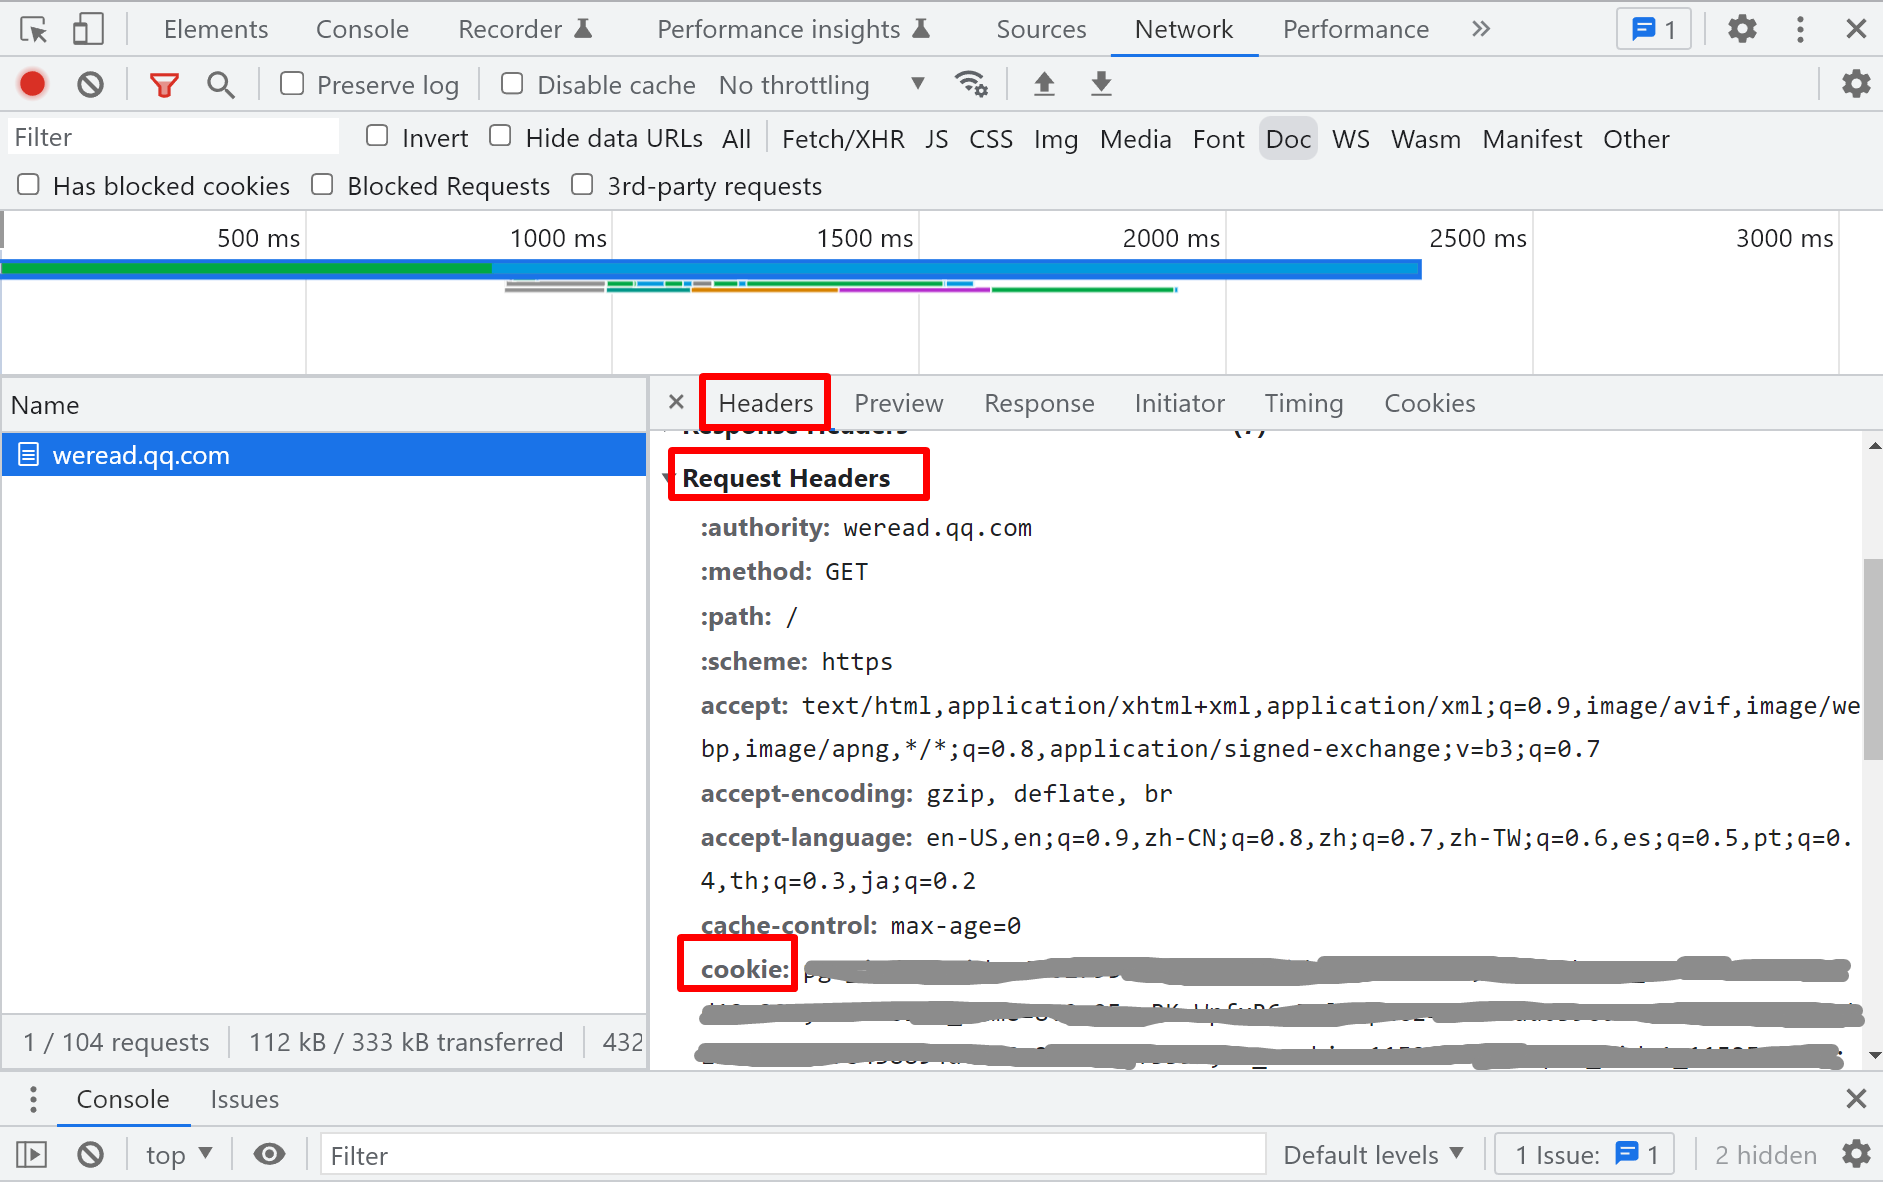 Elements Console Recorder Performance insights Sources Network Performance 1
Preserve log Disable cache No throttling
Filter Invert Hide data URLs All Fetch/XHR JS CSS Img Media Font Doc WS Wasm Manifest Other
Has blocked cookies Blocked Requests 3rd-party requests
500 ms 1000 ms 1500 ms 2000 ms 2500 ms 3000 ms
Name
weread.qq.com
1 / 104 requests 112 kB / 333 kB transferred 432
Headers Preview Response Initiator Timing Cookies
Response Headers (7)
Request Headers
:authority: weread.qq.com
:method: GET
:path: /
:scheme: https
accept: text/html,application/xhtml+xml,application/xml;q=0.9,image/avif,image/we
bp,image/apng,*/*;q=0.8,application/signed-exchange;v=b3;q=0.7
accept-encoding: gzip, deflate, br
accept-language: en-US,en;q=0.9,zh-CN;q=0.8,zh;q=0.7,zh-TW;q=0.6,es;q=0.5,pt;q=0.
4,th;q=0.3,ja;q=0.2
cache-control: max-age=0
cookie:
Console Issues
top Filter Default levels 1 Issue: 1 2 hidden